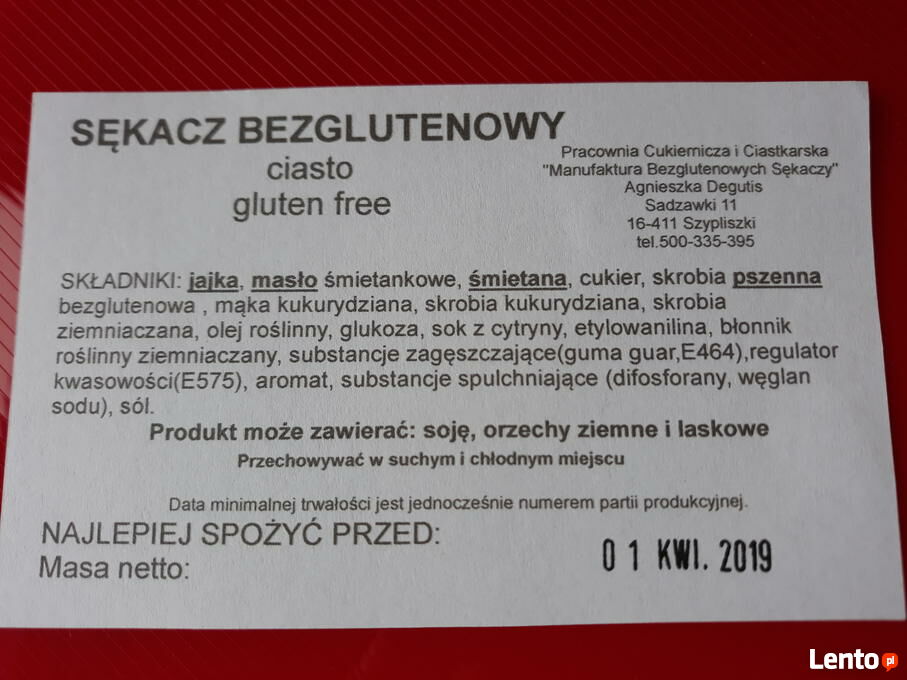 SĘKACZ BEZGLUTENOWY
ciasto
gluten free
Pracownia Cukiernicza i Ciastkarska
"Manufaktura Bezglutenowych Sękaczy"
Agnieszka Degutis
Sadzawki 11
16-411 Szypliszki
tel.500-335-395
SKŁADNIKI: jajka, masło śmietankowe, śmietana, cukier, skrobia pszenna
bezglutenowa , mąka kukurydziana, skrobia kukurydziana, skrobia
ziemniaczana, olej roślinny, glukoza, sok z cytryny, etylowanilina, błonnik
roślinny ziemniaczany, substancje zagęszczające(guma guar,E464),regulator
kwasowości(E575), aromat, substancje spulchniające (difosforany, węglan
sodu), sól.
Produkt może zawierać: soję, orzechy ziemne i laskowe
Przechowywać w suchym i chłodnym miejscu
Data minimalnej trwałości jest jednocześnie numerem partii produkcyjnej.
NAJLEPIEJ SPOŻYĆ PRZED:
01 KWI. 2019
Masa netto:
Lento.pl